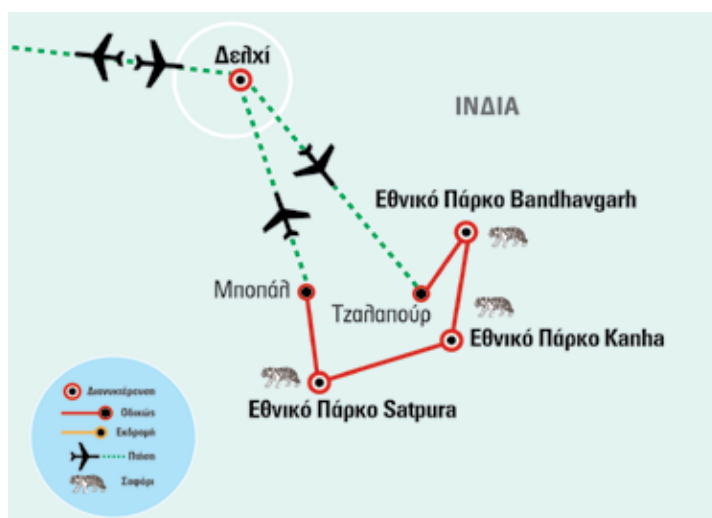 Δελχί
ΙΝΔΙΑ
Εθνικό Πάρκο Bandhavgarh
Μποπάλ
Τζαλαπούρ
Εθνικό Πάρκο Kanha
Εθνικό Πάρκο Satpura
Διανυκτέρευση
Οδικώς
Εκδρομή
Πτήση
Σαφάρι